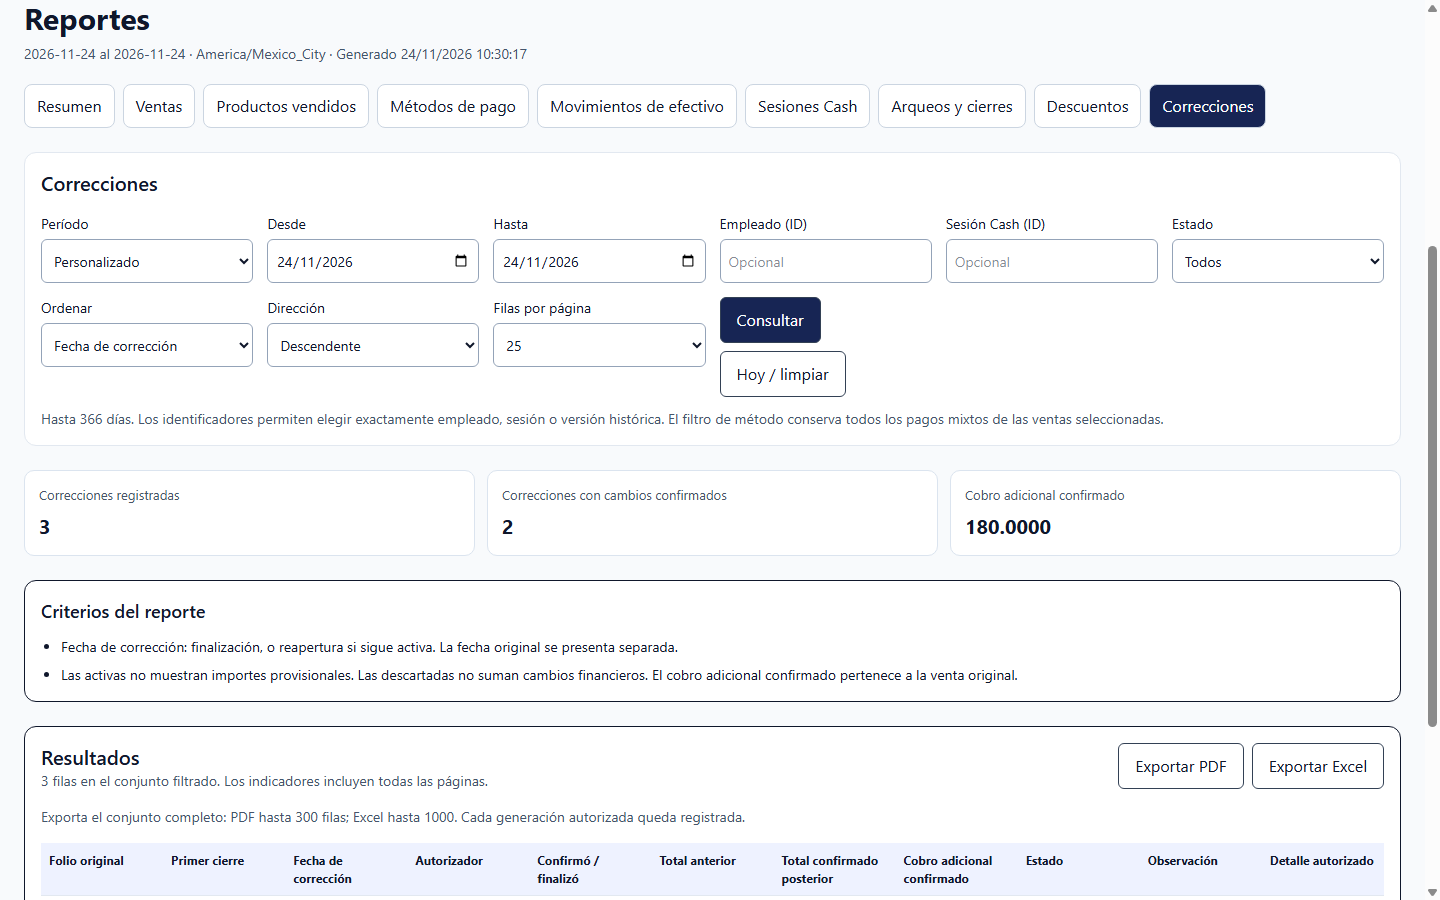 Reportes
2026-11-24 al 2026-11-24 · America/Mexico_City · Generado 24/11/2026 10:30:17
Resumen Ventas Productos vendidos Métodos de pago Movimientos de efectivo Sesiones Cash Arqueos y cierres Descuentos Correcciones
Correcciones
Período Desde Hasta Empleado (ID) Sesión Cash (ID) Estado
Personalizado 24/11/2026 24/11/2026 Opcional Opcional Todos
Ordenar Dirección Filas por página
Fecha de corrección Descendente 25 Consultar
Hoy / limpiar
Hasta 366 días. Los identificadores permiten elegir exactamente empleado, sesión o versión histórica. El filtro de método conserva todos los pagos mixtos de las ventas seleccionadas.
Correcciones registradas Correcciones con cambios confirmados Cobro adicional confirmado
3 2 180.0000
Criterios del reporte
• Fecha de corrección: finalización, o reapertura si sigue activa. La fecha original se presenta separada.
• Las activas no muestran importes provisionales. Las descartadas no suman cambios financieros. El cobro adicional confirmado pertenece a la venta original.
Resultados
3 filas en el conjunto filtrado. Los indicadores incluyen todas las páginas.
Exportar PDF Exportar Excel
Exporta el conjunto completo: PDF hasta 300 filas; Excel hasta 1000. Cada generación autorizada queda registrada.
Folio original Primer cierre Fecha de Autorizador Confirmó / Total anterior Total confirmado Cobro adicional Estado Observación Detalle autorizado
corrección finalizó posterior confirmado